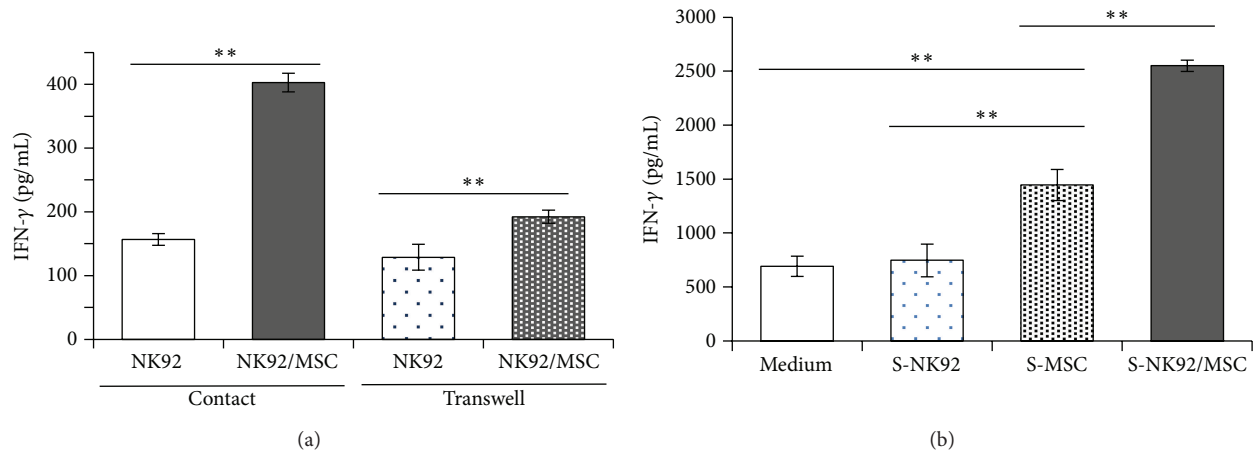 IFN-γ (pg/mL)
400
300
200
100
0
**
**
NK92
NK92/MSC
NK92
NK92/MSC
Contact
Transwell
(a)
IFN-γ (pg/mL)
3000
2500
2000
1500
1000
500
0
**
**
**
Medium
S-NK92
S-MSC
S-NK92/MSC
(b)